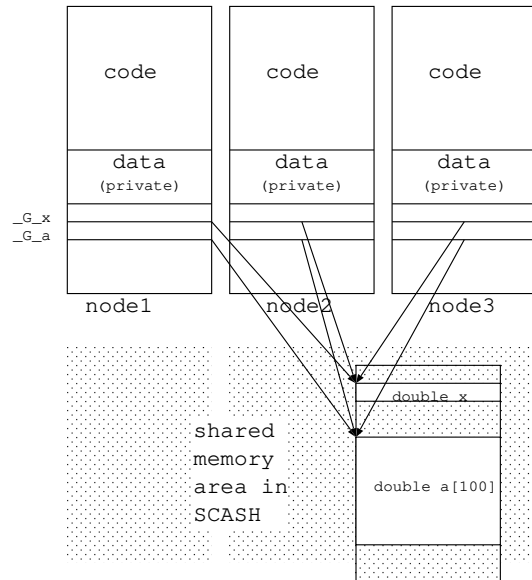 code
code
code
data
(private)
data
(private)
data
(private)
_G_x
_G_a
node1
node2
node3
double x
shared
memory
area in
SCASH
double a[100]